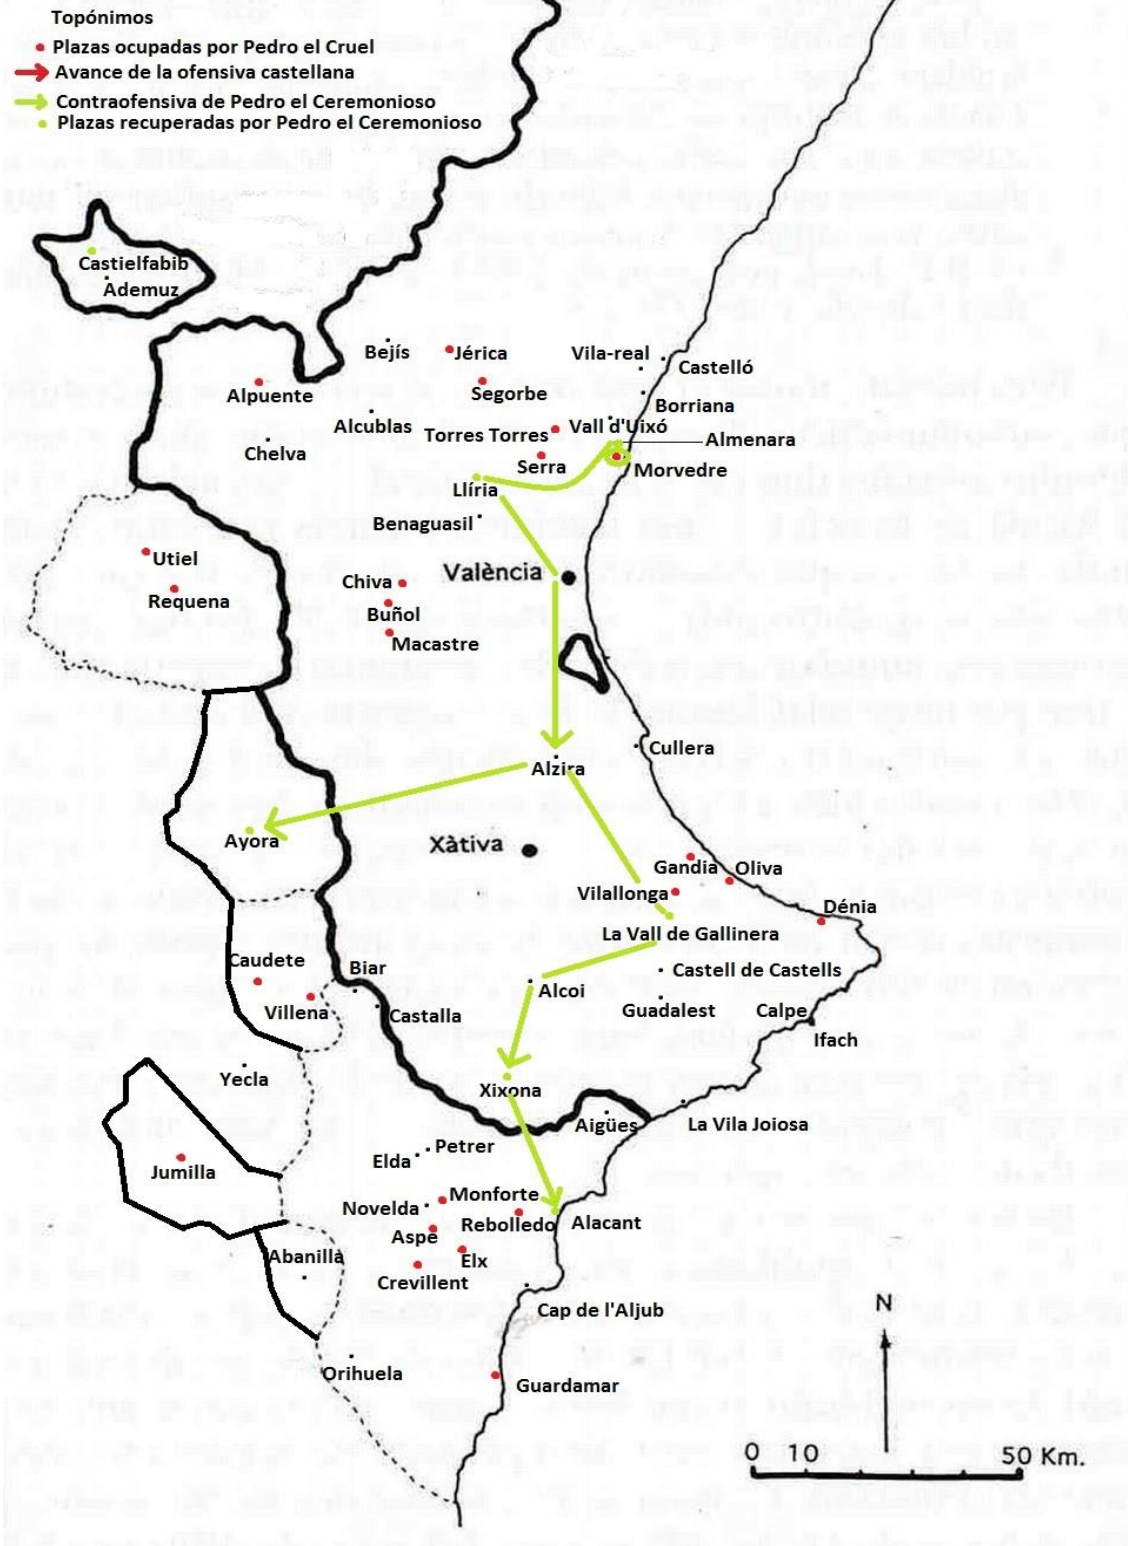 Topónimos
Plazas ocupadas por Pedro el Cruel
Avance de la ofensiva castellana
Contraofensiva de Pedro el Ceremonioso
Plazas recuperadas por Pedro el Ceremonioso
Castielfabib
Ademuz
Bejís
Jérica
Vila-real
Castelló
Alpuente
Segorbe
Borriana
Alcublas
Torres Torres
Vall d'Uixó
Almenara
Chelva
Serra
Morvedre
Llíria
Benaguasil
Utiel
València
Chiva
Requena
Buñol
Macastre
Cullera
Alzira
Ayora
Xàtiva
Gandia
Oliva
Vilallonga
Dénia
La Vall de Gallinera
Caudete
Biar
Castell de Castells
Alcoi
Villena
Castalla
Guadalest
Calpe
Ifach
Yecla
Xixona
Aigües
La Vila Joiosa
Petrer
Elda
Jumilla
Monforte
Novelda
Rebolledo
Alacant
Aspe
Abanilla
Elx
Crevillent
Cap de l'Aljub
N
Orihuela
Guardamar
0 10 50 Km.